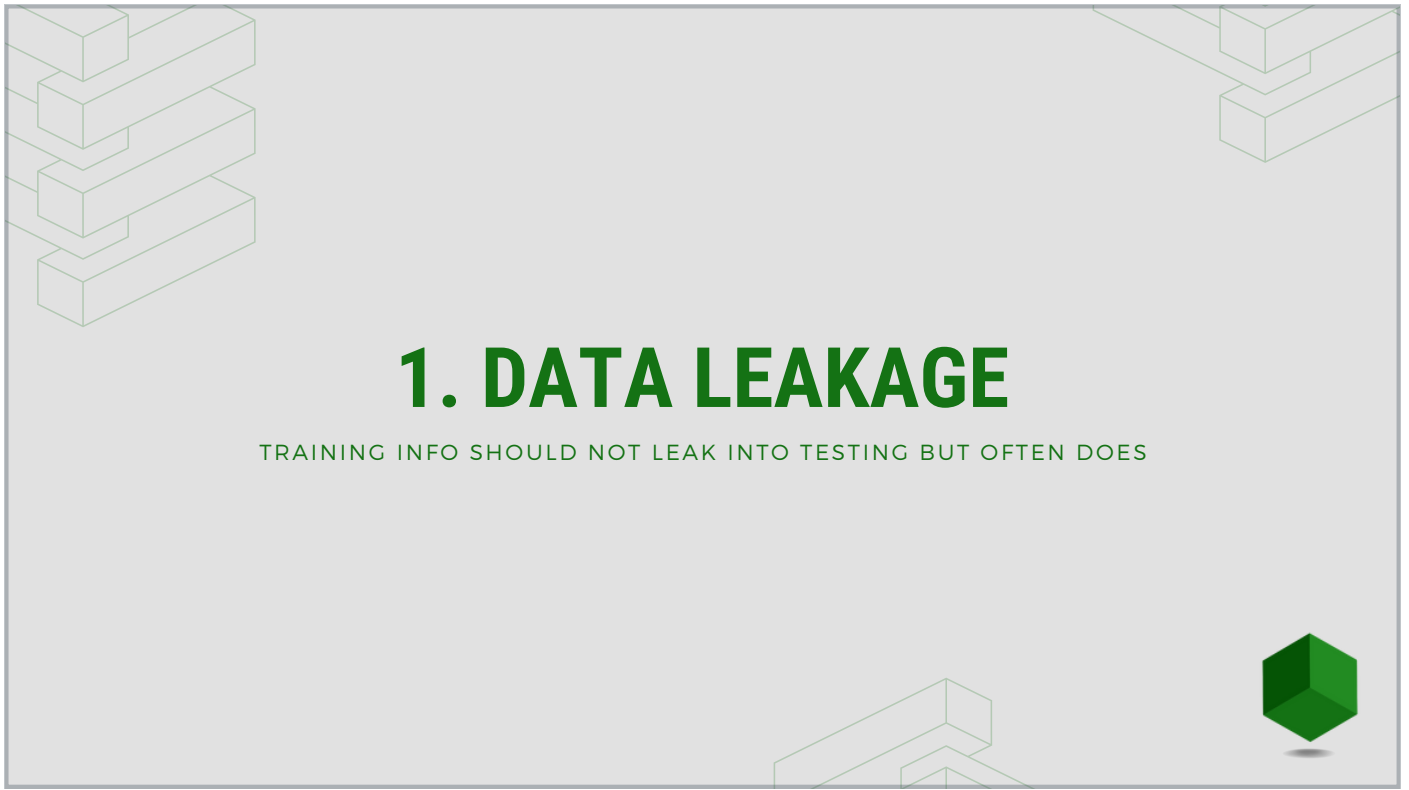 1. DATA LEAKAGE
TRAINING INFO SHOULD NOT LEAK INTO TESTING BUT OFTEN DOES